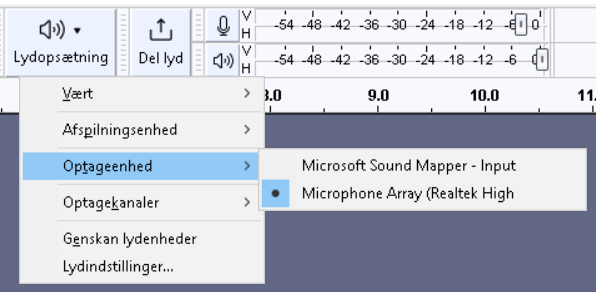 V
H
-54 -48 -42 -36 -30 -24 -18 -12 -6 0
Lydopsætning
Del lyd
V
H
-54 -48 -42 -36 -30 -24 -18 -12 -6
8.0 9.0 10.0 11.
Vært
Afspilningsenhed
Optageenhed
Microsoft Sound Mapper - Input
Microphone Array (Realtek High
Optagekanaler
Genskan lydenheder
Lydindstillinger...